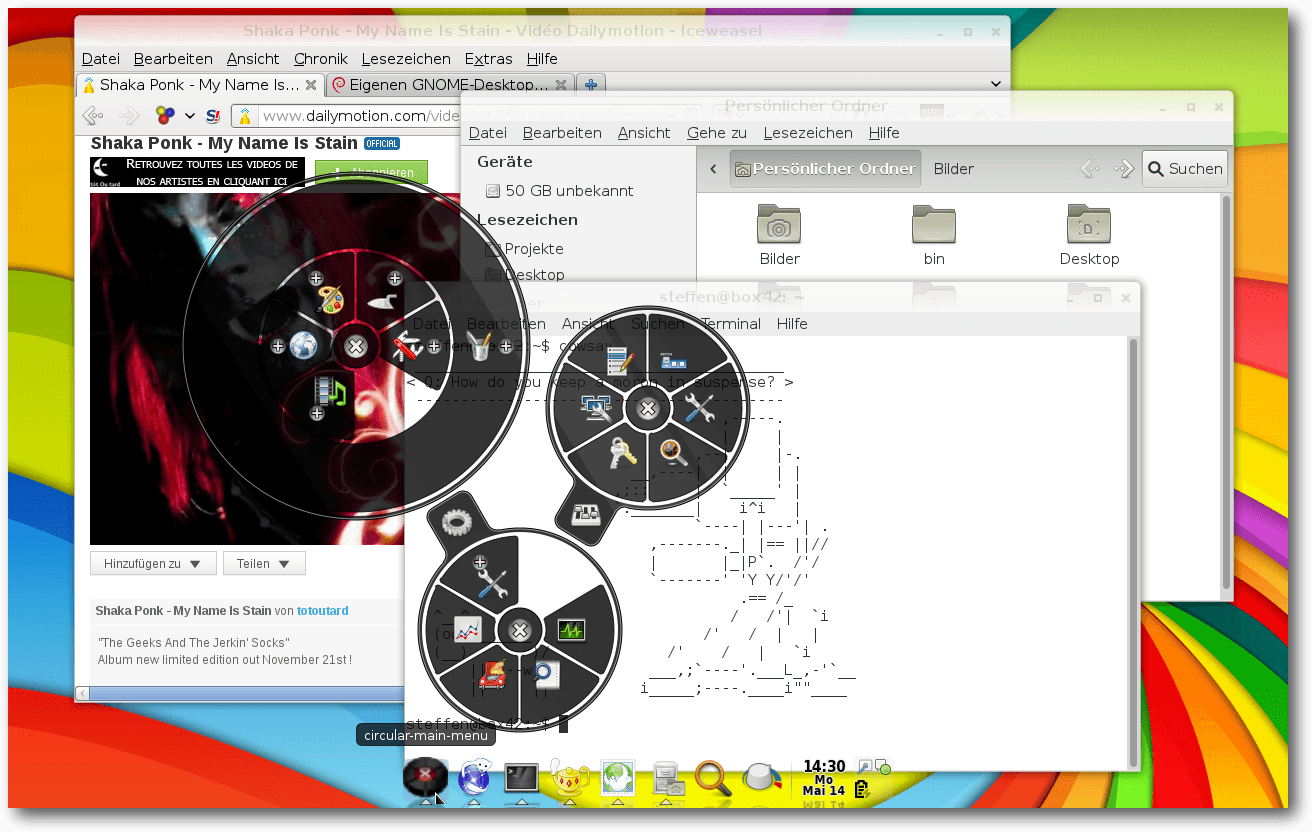 Shaka Ponk - My Name Is Stain - Vidéo Dailymotion - Iceweasel
Datei Bearbeiten Ansicht Chronik Lesezeichen Extras Hilfe
Shaka Ponk - My Name Is... Eigenen GNOME-Desktop...
www.dailymotion.com/vide
Shaka Ponk - My Name Is Stain OFFICIAL
RETROUVEZ TOUTES LES VIDEOS DE
NOS ARTISTES EN CLIQUANT ICI
Abonnieren
Hinzufügen zu Teilen
Shaka Ponk - My Name Is Stain von totoutard
"The Geeks And The Jerkin' Socks"
Album new limited edition out November 21st !
Persönlicher Ordner
Datei Bearbeiten Ansicht Gehe zu Lesezeichen Hilfe
Geräte
50 GB unbekannt
Lesezeichen
Projekte
Desktop
Persönlicher Ordner Bilder Suchen
Bilder bin Desktop
steffen@box42: ~
Datei Bearbeiten Ansicht Suchen Terminal Hilfe
steffen@box42:~$ cowsay
< Q: How do you keep a moron in suspense? >
steffen@box42:~$
circular-main-menu
14:30
Mo
Mai 14